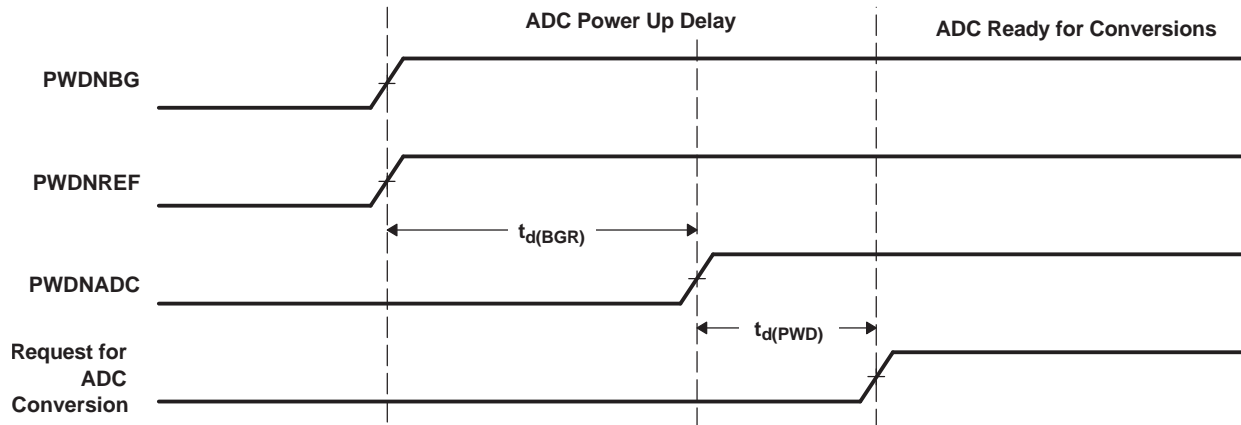 ADC Power Up Delay
ADC Ready for Conversions
PWDNBG
PWDNREF
td(BGR)
PWDNADC
td(PWD)
Request for
ADC
Conversion